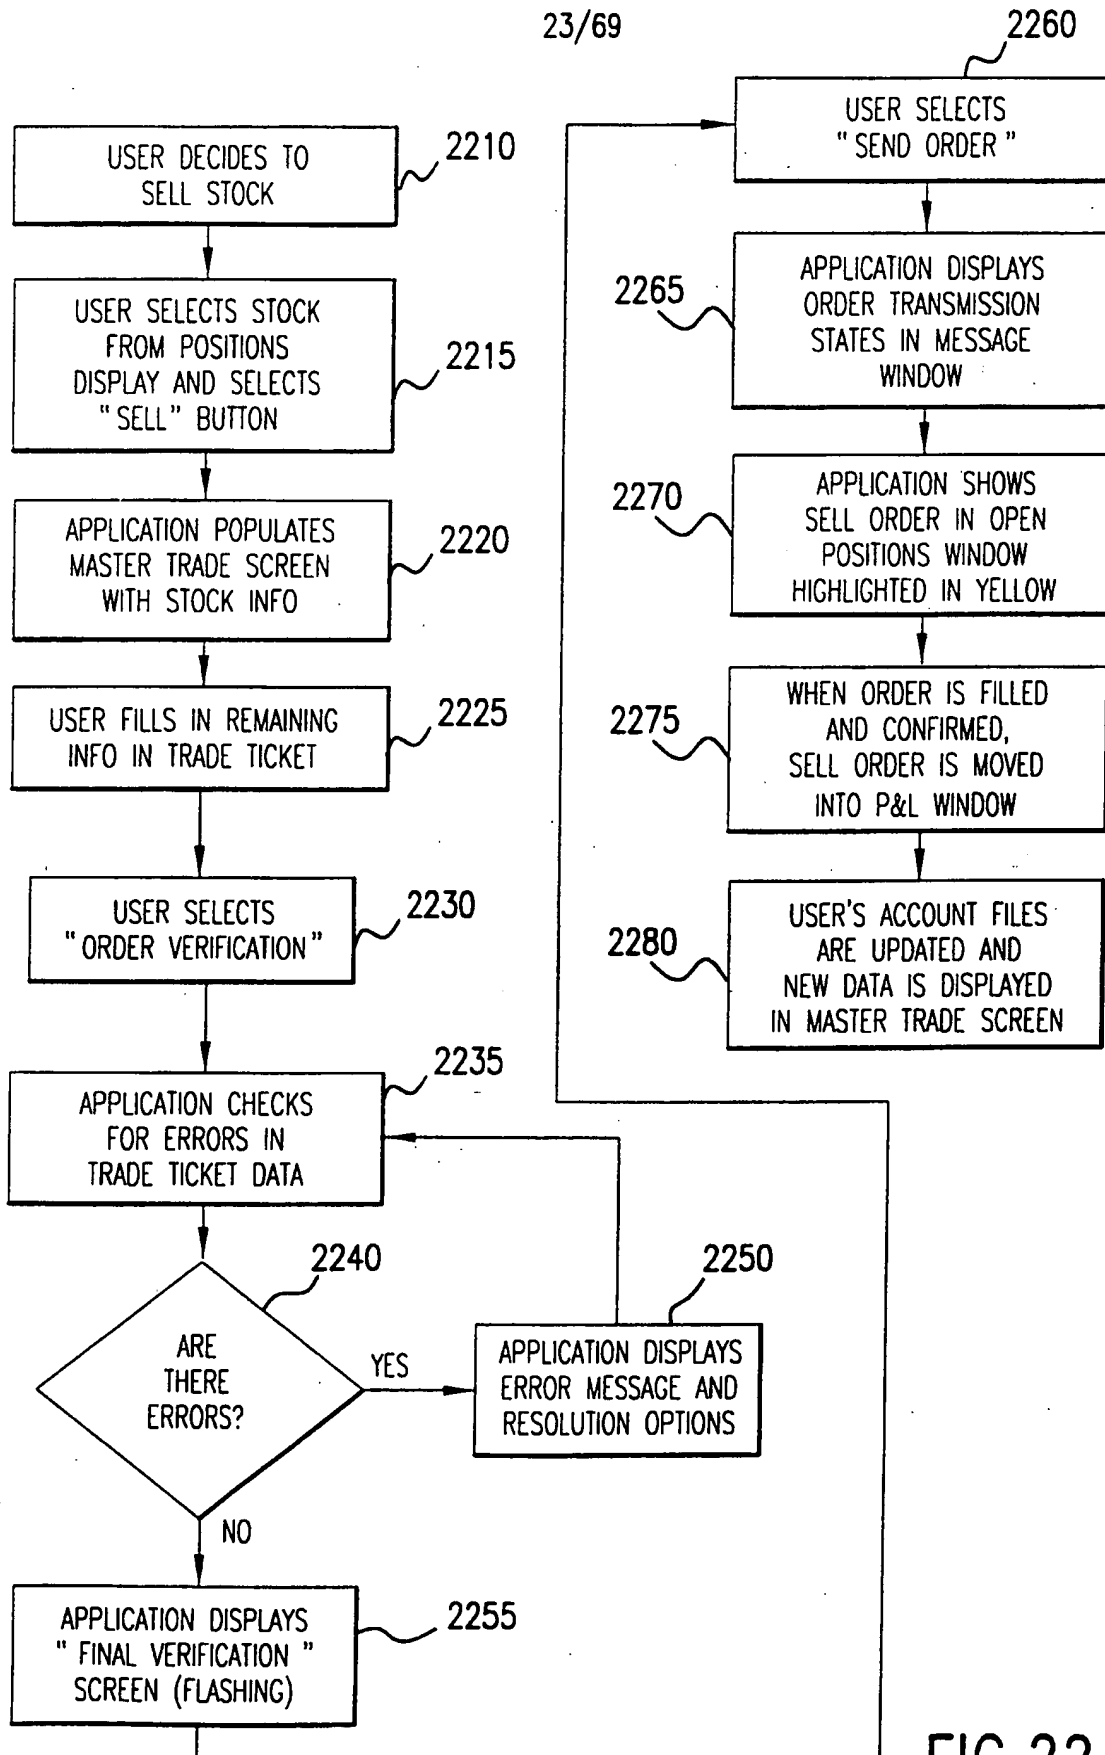 23/69
2210
USER DECIDES TO
SELL STOCK
2215
USER SELECTS STOCK
FROM POSITIONS
DISPLAY AND SELECTS
"SELL" BUTTON
2220
APPLICATION POPULATES
MASTER TRADE SCREEN
WITH STOCK INFO
2225
USER FILLS IN REMAINING
INFO IN TRADE TICKET
2230
USER SELECTS
"ORDER VERIFICATION"
2235
APPLICATION CHECKS
FOR ERRORS IN
TRADE TICKET DATA
2240
ARE
THERE
ERRORS?
YES
2250
APPLICATION DISPLAYS
ERROR MESSAGE AND
RESOLUTION OPTIONS
NO
2255
APPLICATION DISPLAYS
"FINAL VERIFICATION"
SCREEN (FLASHING)
2260
USER SELECTS
"SEND ORDER"
2265
APPLICATION DISPLAYS
ORDER TRANSMISSION
STATES IN MESSAGE
WINDOW
2270
APPLICATION SHOWS
SELL ORDER IN OPEN
POSITIONS WINDOW
HIGHLIGHTED IN YELLOW
2275
WHEN ORDER IS FILLED
AND CONFIRMED,
SELL ORDER IS MOVED
INTO P&L WINDOW
2280
USER'S ACCOUNT FILES
ARE UPDATED AND
NEW DATA IS DISPLAYED
IN MASTER TRADE SCREEN
FIG.22